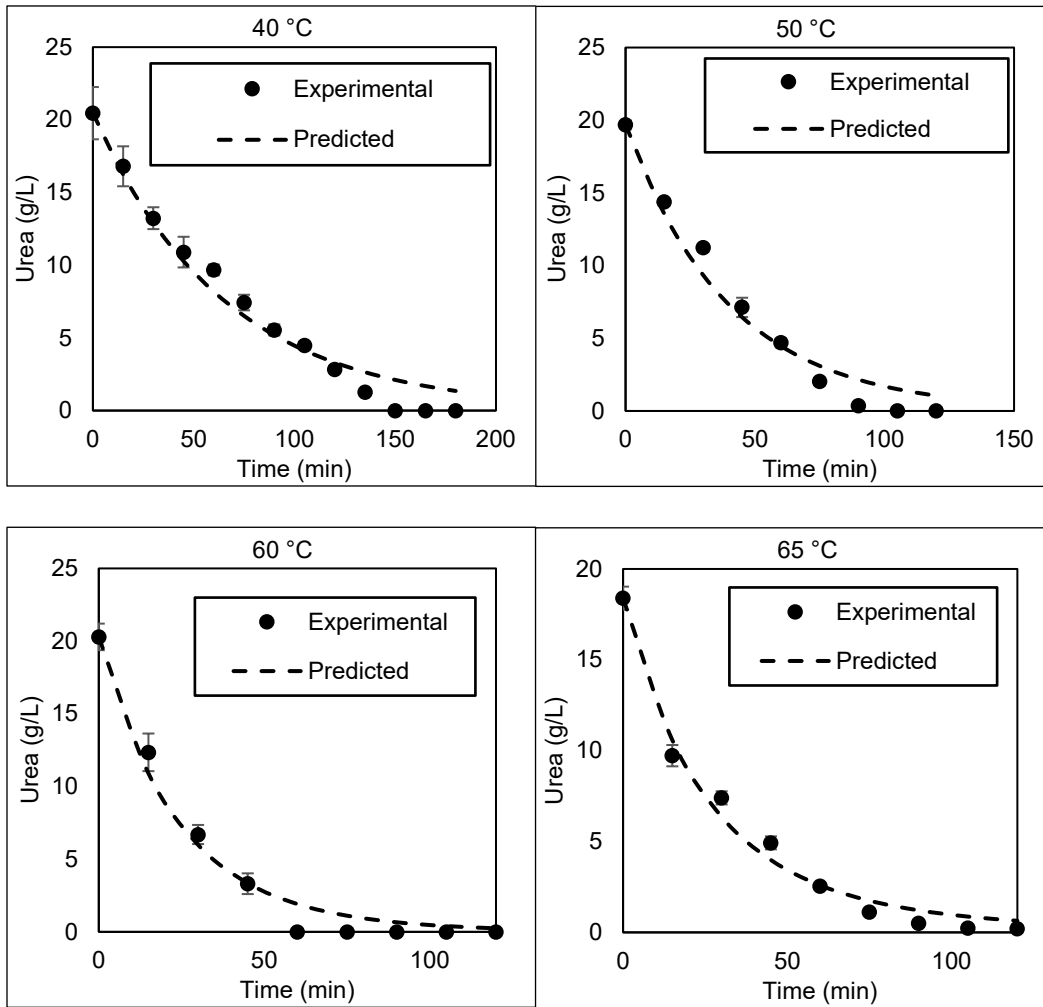 40 °C
25
20
15
10
5
0
Urea (g/L)
Experimental
Predicted
0 50 100 150 200
Time (min)
50 °C
25
20
15
10
5
0
Urea (g/L)
Experimental
Predicted
0 50 100 150
Time (min)
60 °C
25
20
15
10
5
0
Urea (g/L)
Experimental
Predicted
0 50 100
Time (min)
65 °C
20
15
10
5
0
Urea (g/L)
Experimental
Predicted
0 50 100
Time (min)